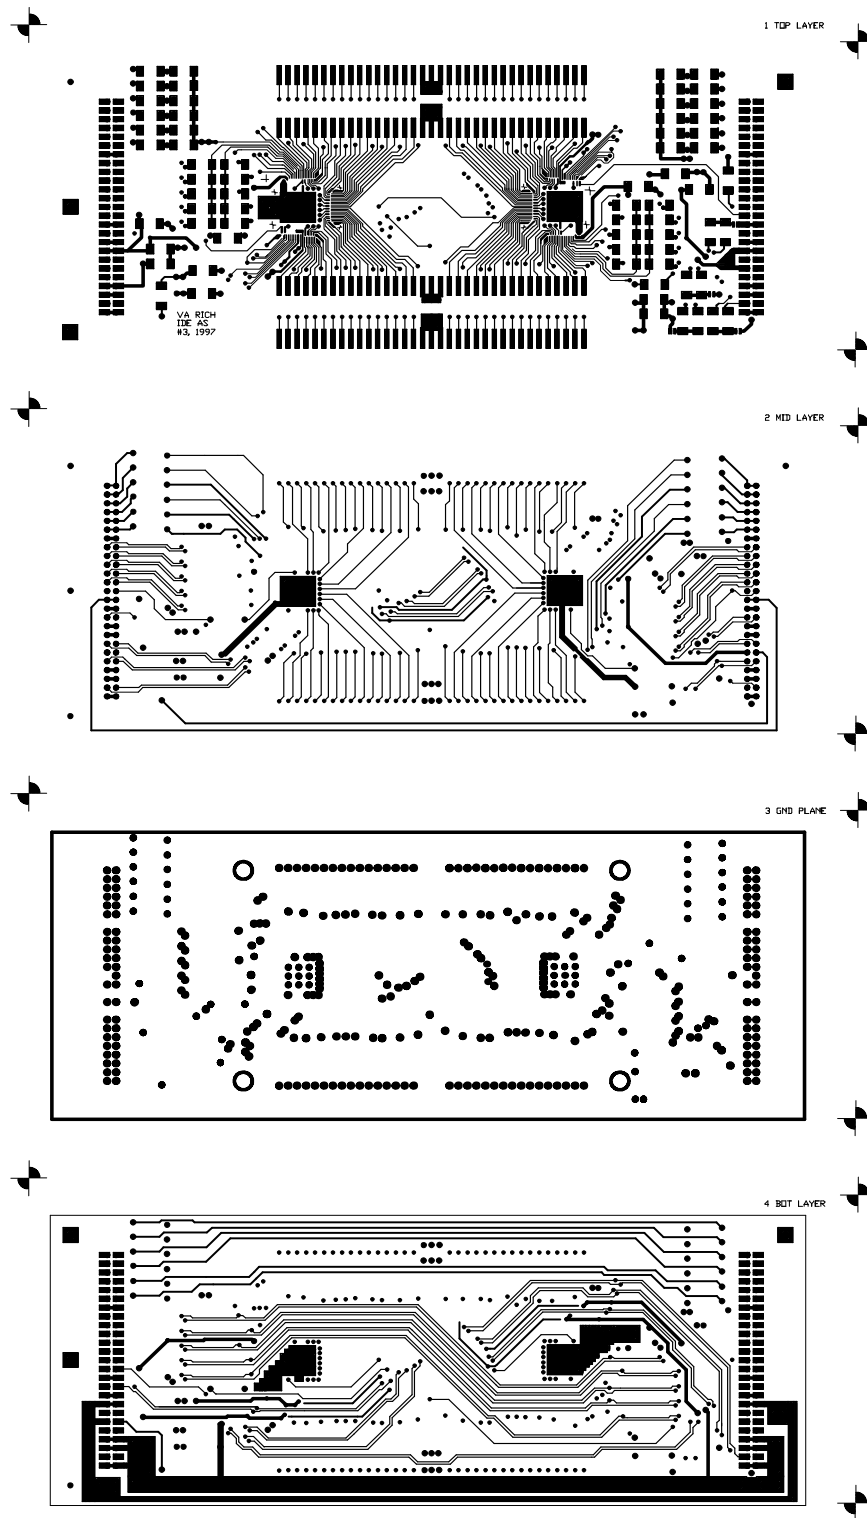 1 TOP LAYER
VA RICH
IDE AS
#3, 1997
2 MID LAYER
3 GND PLANE
4 BOT LAYER